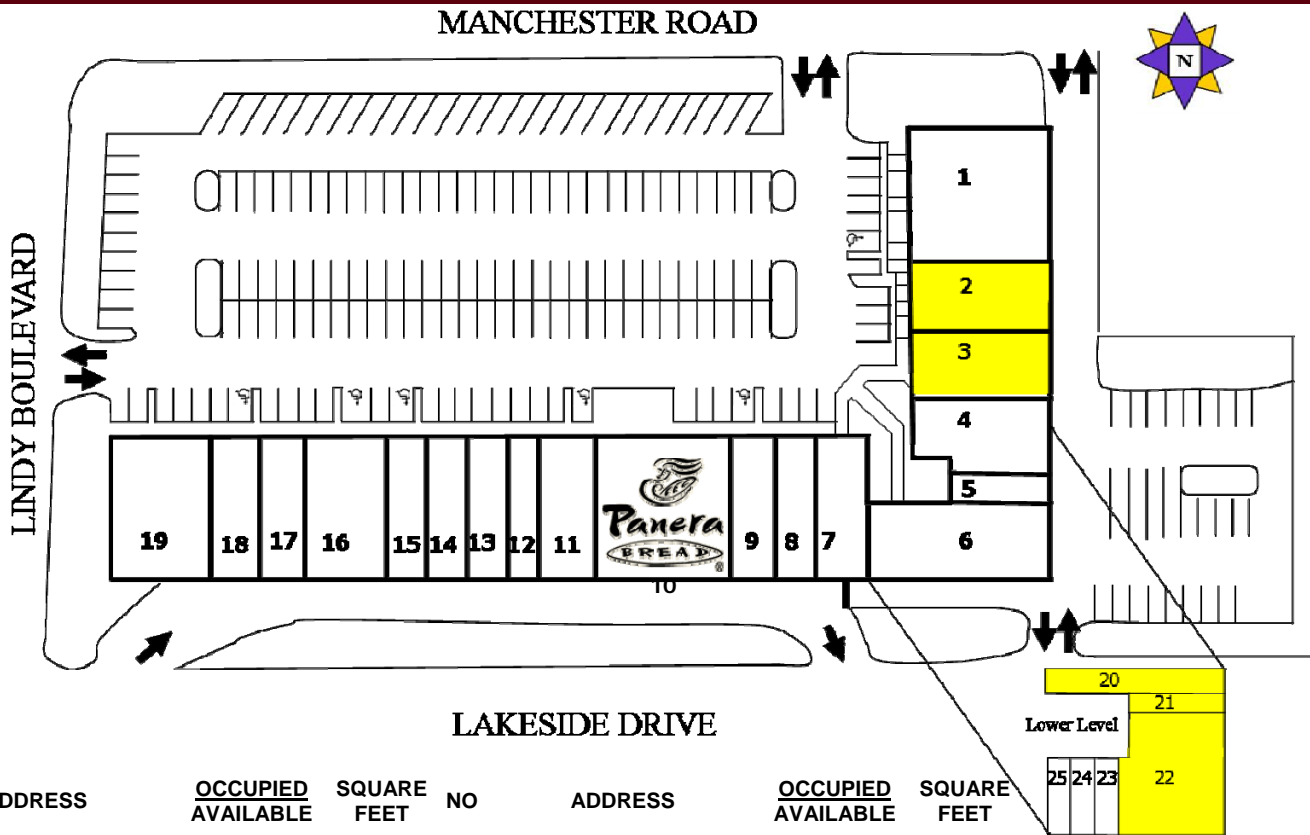 MANCHESTER ROAD
N
LINDY BOULEVARD
1
2
3
4
5
6
19
18
17
16
15
14
13
12
11
Panera
BREAD
®
10
9
8
7
LAKESIDE DRIVE
Lower Level
20
21
22
25 24 23
DDRESS OCCUPIED SQUARE NO ADDRESS OCCUPIED SQUARE
AVAILABLE FEET AVAILABLE FEET